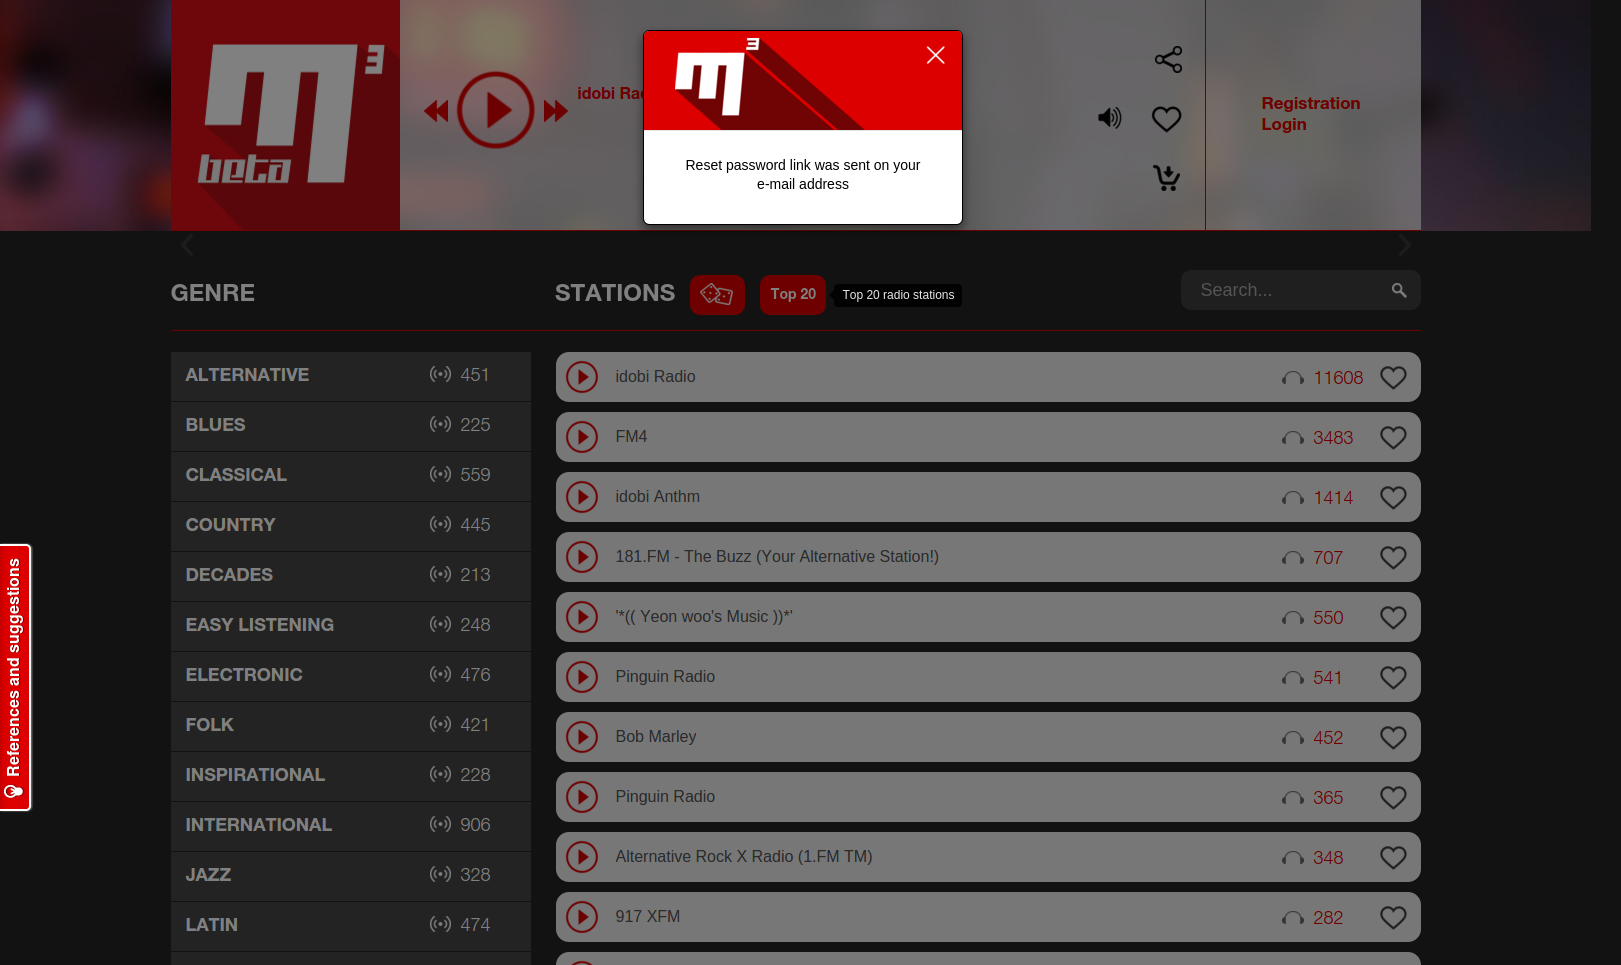 m3
beta
idobi Ra
m3
Reset password link was sent on your
e-mail address
Registration
Login
GENRE
STATIONS
Top 20
Top 20 radio stations
Search...
ALTERNATIVE 451
BLUES 225
CLASSICAL 559
COUNTRY 445
DECADES 213
EASY LISTENING 248
ELECTRONIC 476
FOLK 421
INSPIRATIONAL 228
INTERNATIONAL 906
JAZZ 328
LATIN 474
idobi Radio 11608
FM4 3483
idobi Anthm 1414
181.FM - The Buzz (Your Alternative Station!) 707
'*(( Yeon woo's Music ))*' 550
Pinguin Radio 541
Bob Marley 452
Pinguin Radio 365
Alternative Rock X Radio (1.FM TM) 348
917 XFM 282
References and suggestions